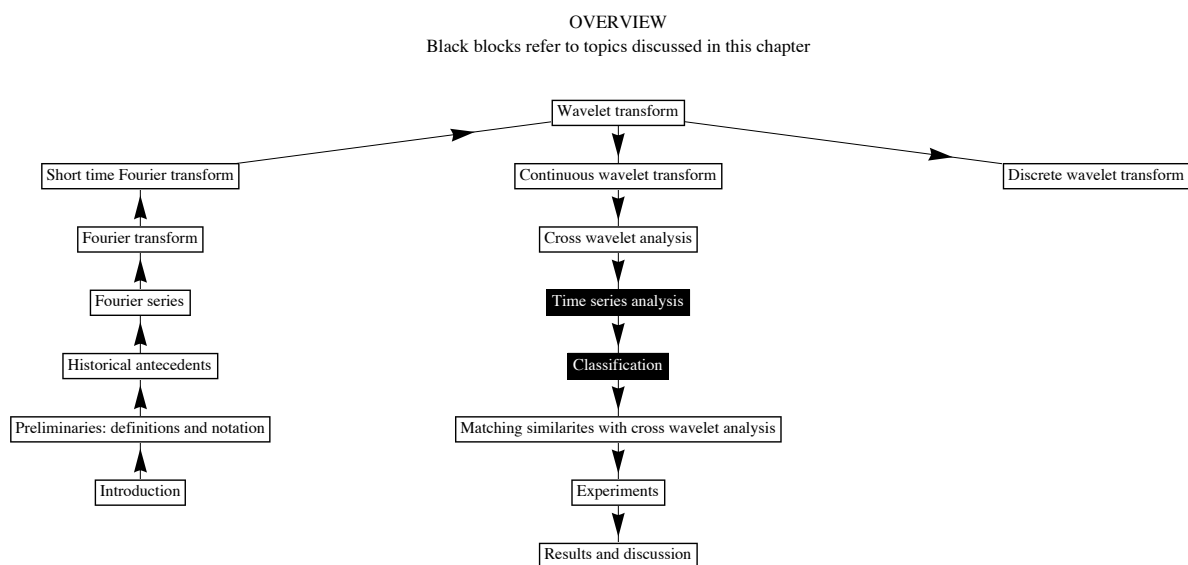 OVERVIEW
Black blocks refer to topics discussed in this chapter
Wavelet transform
Short time Fourier transform
Continuous wavelet transform
Discrete wavelet transform
Fourier transform
Cross wavelet analysis
Fourier series
Time series analysis
Historical antecedents
Classification
Preliminaries: definitions and notation
Matching similarites with cross wavelet analysis
Introduction
Experiments
Results and discussion